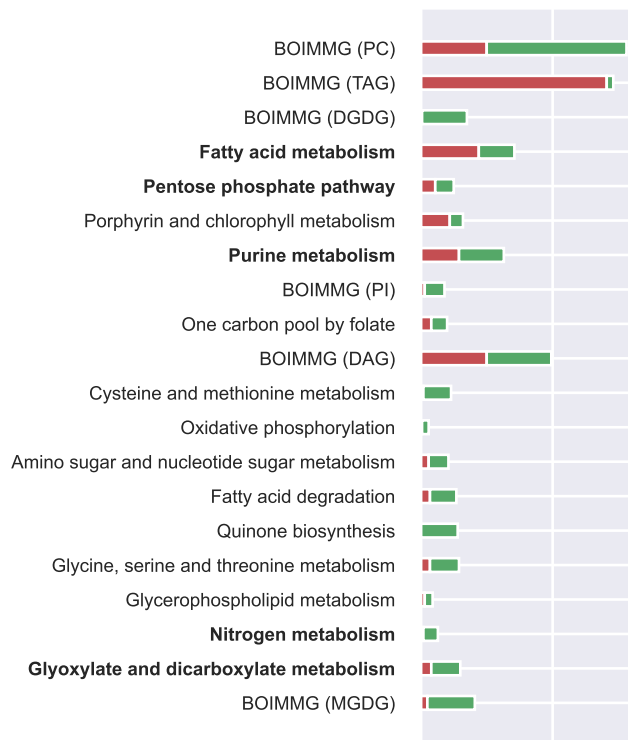 BOIMMG (PC)
BOIMMG (TAG)
BOIMMG (DGDG)
Fatty acid metabolism
Pentose phosphate pathway
Porphyrin and chlorophyll metabolism
Purine metabolism
BOIMMG (PI)
One carbon pool by folate
BOIMMG (DAG)
Cysteine and methionine metabolism
Oxidative phosphorylation
Amino sugar and nucleotide sugar metabolism
Fatty acid degradation
Quinone biosynthesis
Glycine, serine and threonine metabolism
Glycerophospholipid metabolism
Nitrogen metabolism
Glyoxylate and dicarboxylate metabolism
BOIMMG (MGDG)